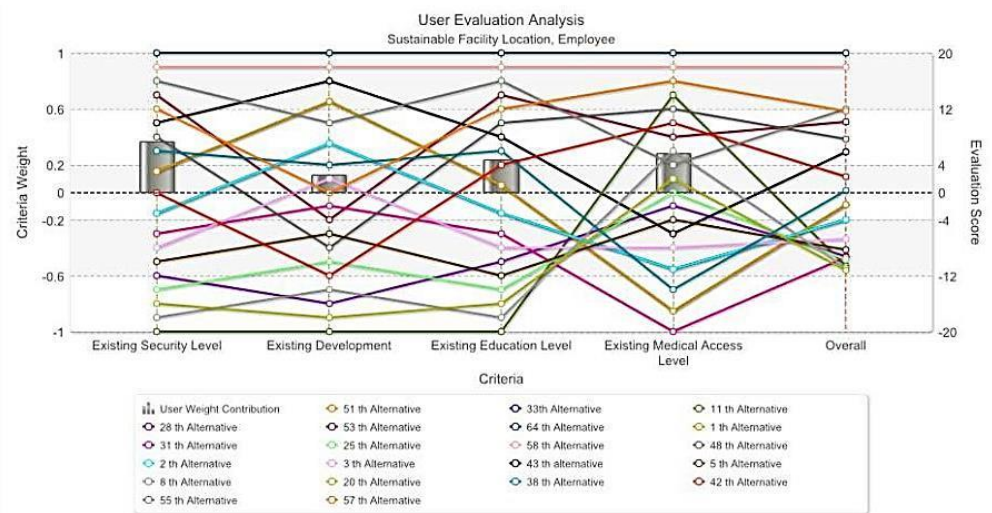 User Evaluation Analysis
Sustainable Facility Location, Employee
1
0.6
0.2
0
-0.2
-0.6
-1
Criteria Weight
20
12
4
0
-4
-12
-20
Evaluation Score
Existing Security Level
Existing Development
Existing Education Level
Existing Medical Access
Level
Overall
Criteria
User Weight Contribution
28 th Alternative
31 th Alternative
2 th Alternative
8 th Alternative
55 th Alternative
51 th Alternative
53 th Alternative
25 th Alternative
3 th Alternative
20 th Alternative
57 th Alternative
33th Alternative
64 th Alternative
58 th Alternative
43 th alternative
38 th Alternative
11 th Alternative
1 th Alternative
48 th Alternative
5 th Alternative
42 th Alternative